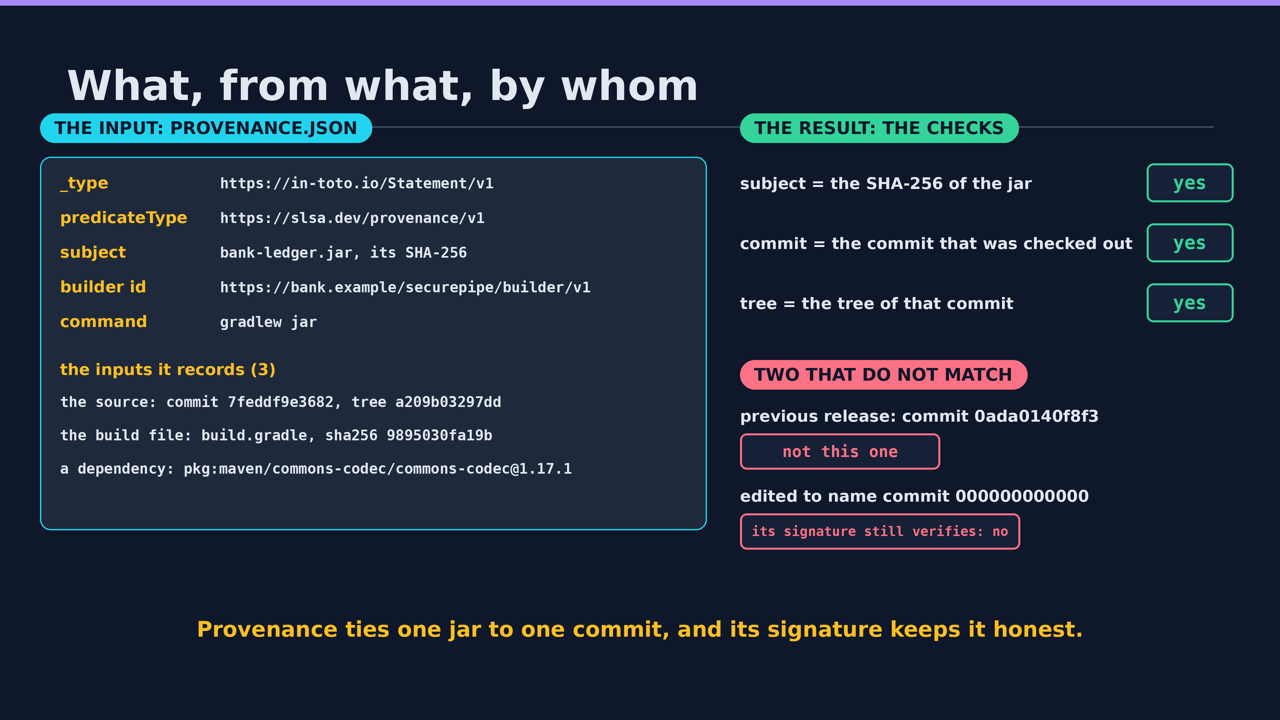 What, from what, by whom
THE INPUT: PROVENANCE.JSON
_type https://in-toto.io/Statement/v1
predicateType https://slsa.dev/provenance/v1
subject bank-ledger.jar, its SHA-256
builder id https://bank.example/securepipe/builder/v1
command gradlew jar
the inputs it records (3)
the source: commit 7feddf9e3682, tree a209b03297dd
the build file: build.gradle, sha256 9895030fa19b
a dependency: pkg:maven/commons-codec/commons-codec@1.17.1
THE RESULT: THE CHECKS
subject = the SHA-256 of the jar yes
commit = the commit that was checked out yes
tree = the tree of that commit yes
TWO THAT DO NOT MATCH
previous release: commit 0ada0140f8f3
not this one
edited to name commit 000000000000
its signature still verifies: no
Provenance ties one jar to one commit, and its signature keeps it honest.